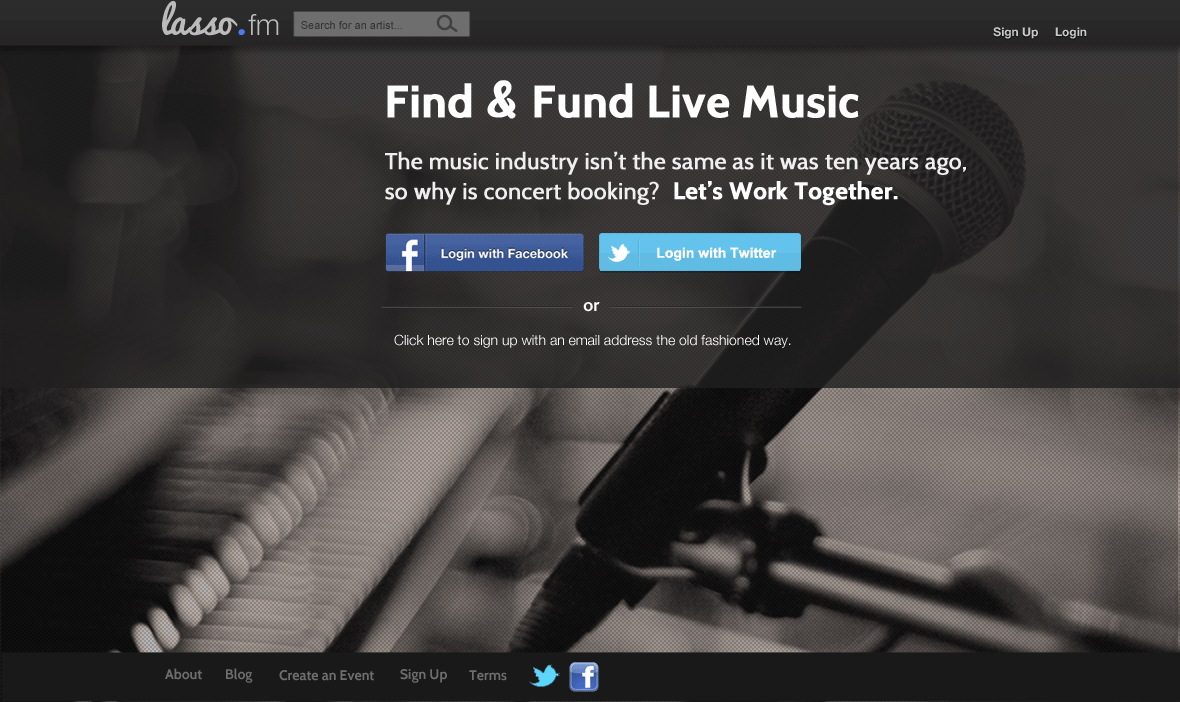 lasso.fm
Search for an artist...
Sign Up
Login
Find & Fund Live Music
The music industry isn't the same as it was ten years ago,
so why is concert booking? Let's Work Together.
f Login with Facebook
Login with Twitter
or
Click here to sign up with an email address the old fashioned way.
About
Blog
Create an Event
Sign Up
Terms
f